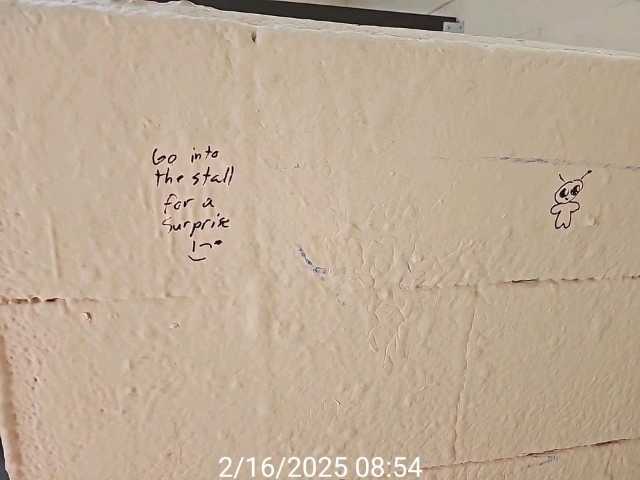 Go into
the stall
for a
surprise
2/16/2025 08:54